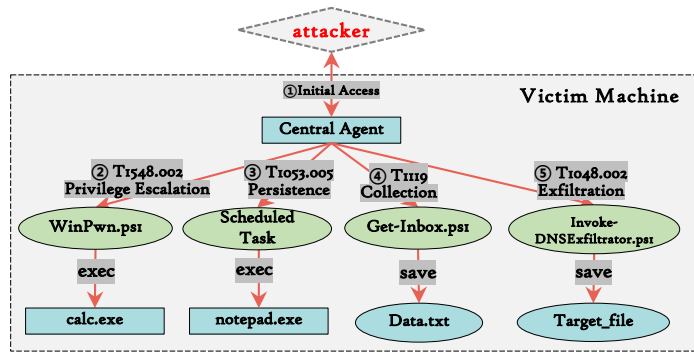 attacker
①Initial Access
Victim Machine
Central Agent
② T1548.002
Privilege Escalation
③ T1053.005
Persistence
④ T1119
Collection
⑤ T1048.002
Exfiltration
WinPwn.ps1
Scheduled
Task
Get-Inbox.ps1
Invoke-
DNSExfiltrator.ps1
exec
exec
save
save
calc.exe
notepad.exe
Data.txt
Target_file